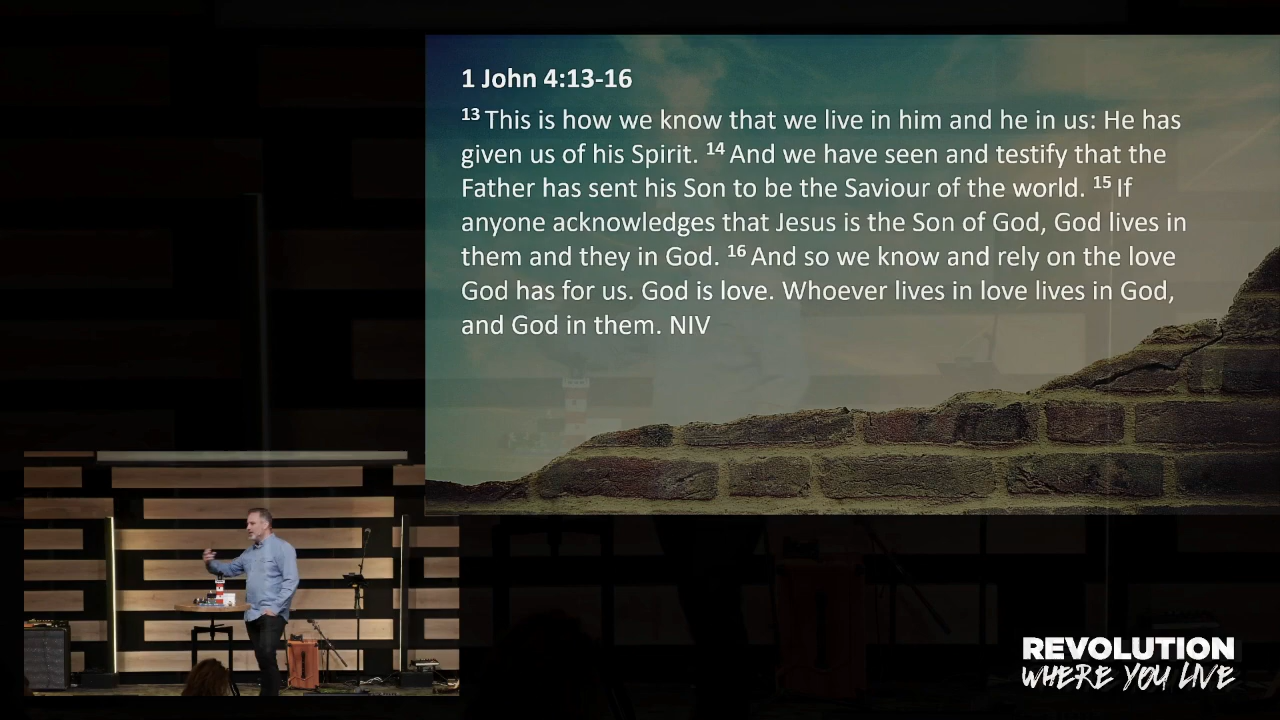 1 John 4:13-16
13 This is how we know that we live in him and he in us: He has
given us of his Spirit. 14 And we have seen and testify that the
Father has sent his Son to be the Saviour of the world. 15 If
anyone acknowledges that Jesus is the Son of God, God lives in
them and they in God. 16 And so we know and rely on the love
God has for us. God is love. Whoever lives in love lives in God,
and God in them. NIV
REVOLUTION
WHERE YOU LIVE